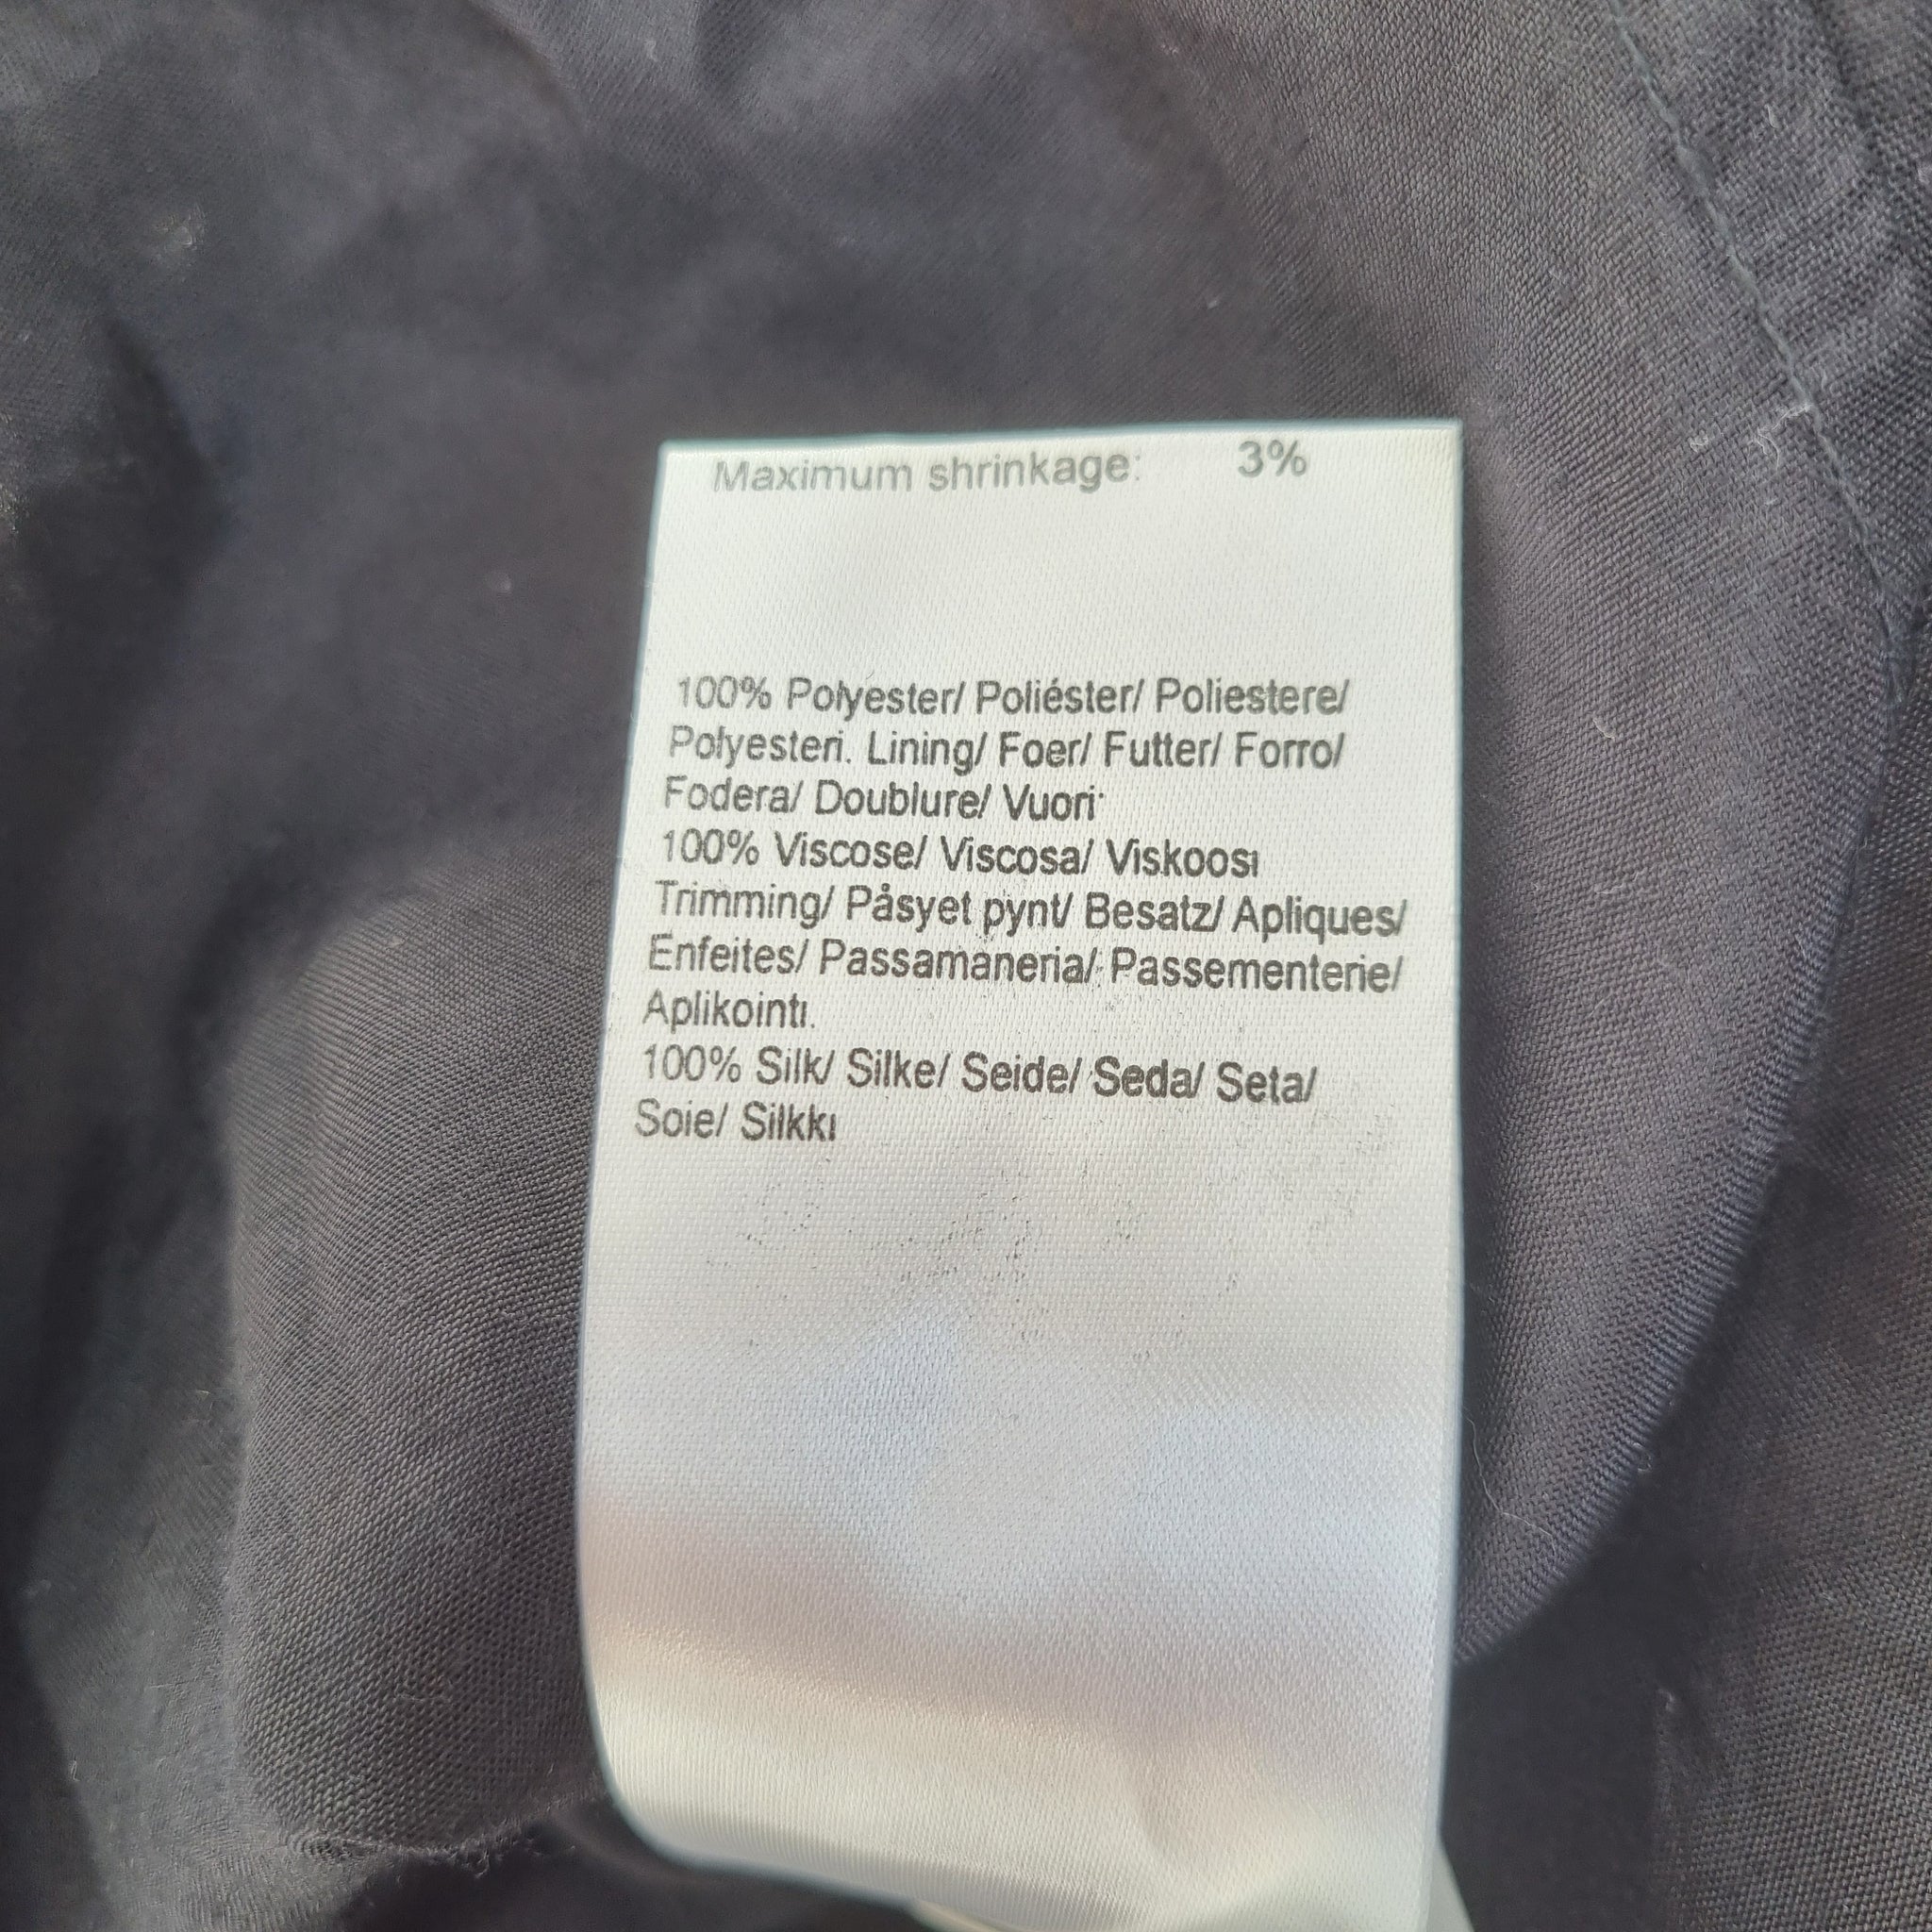 Maximum shrinkage: 3%
100% Polyester/ Poliéster/ Poliestere/
Polyesteri. Lining/ Foer/ Futter/ Forro/
Fodera/ Doublure/ Vuori:
100% Viscose/ Viscosa/ Viskoosi
Trimming/ Påsyet pynt/ Besatz/ Apliques/
Enfeites/ Passamaneria/ Passementerie/
Aplikointi.
100% Silk/ Silke/ Seide/ Seda/ Seta/
Soie/ Silkki